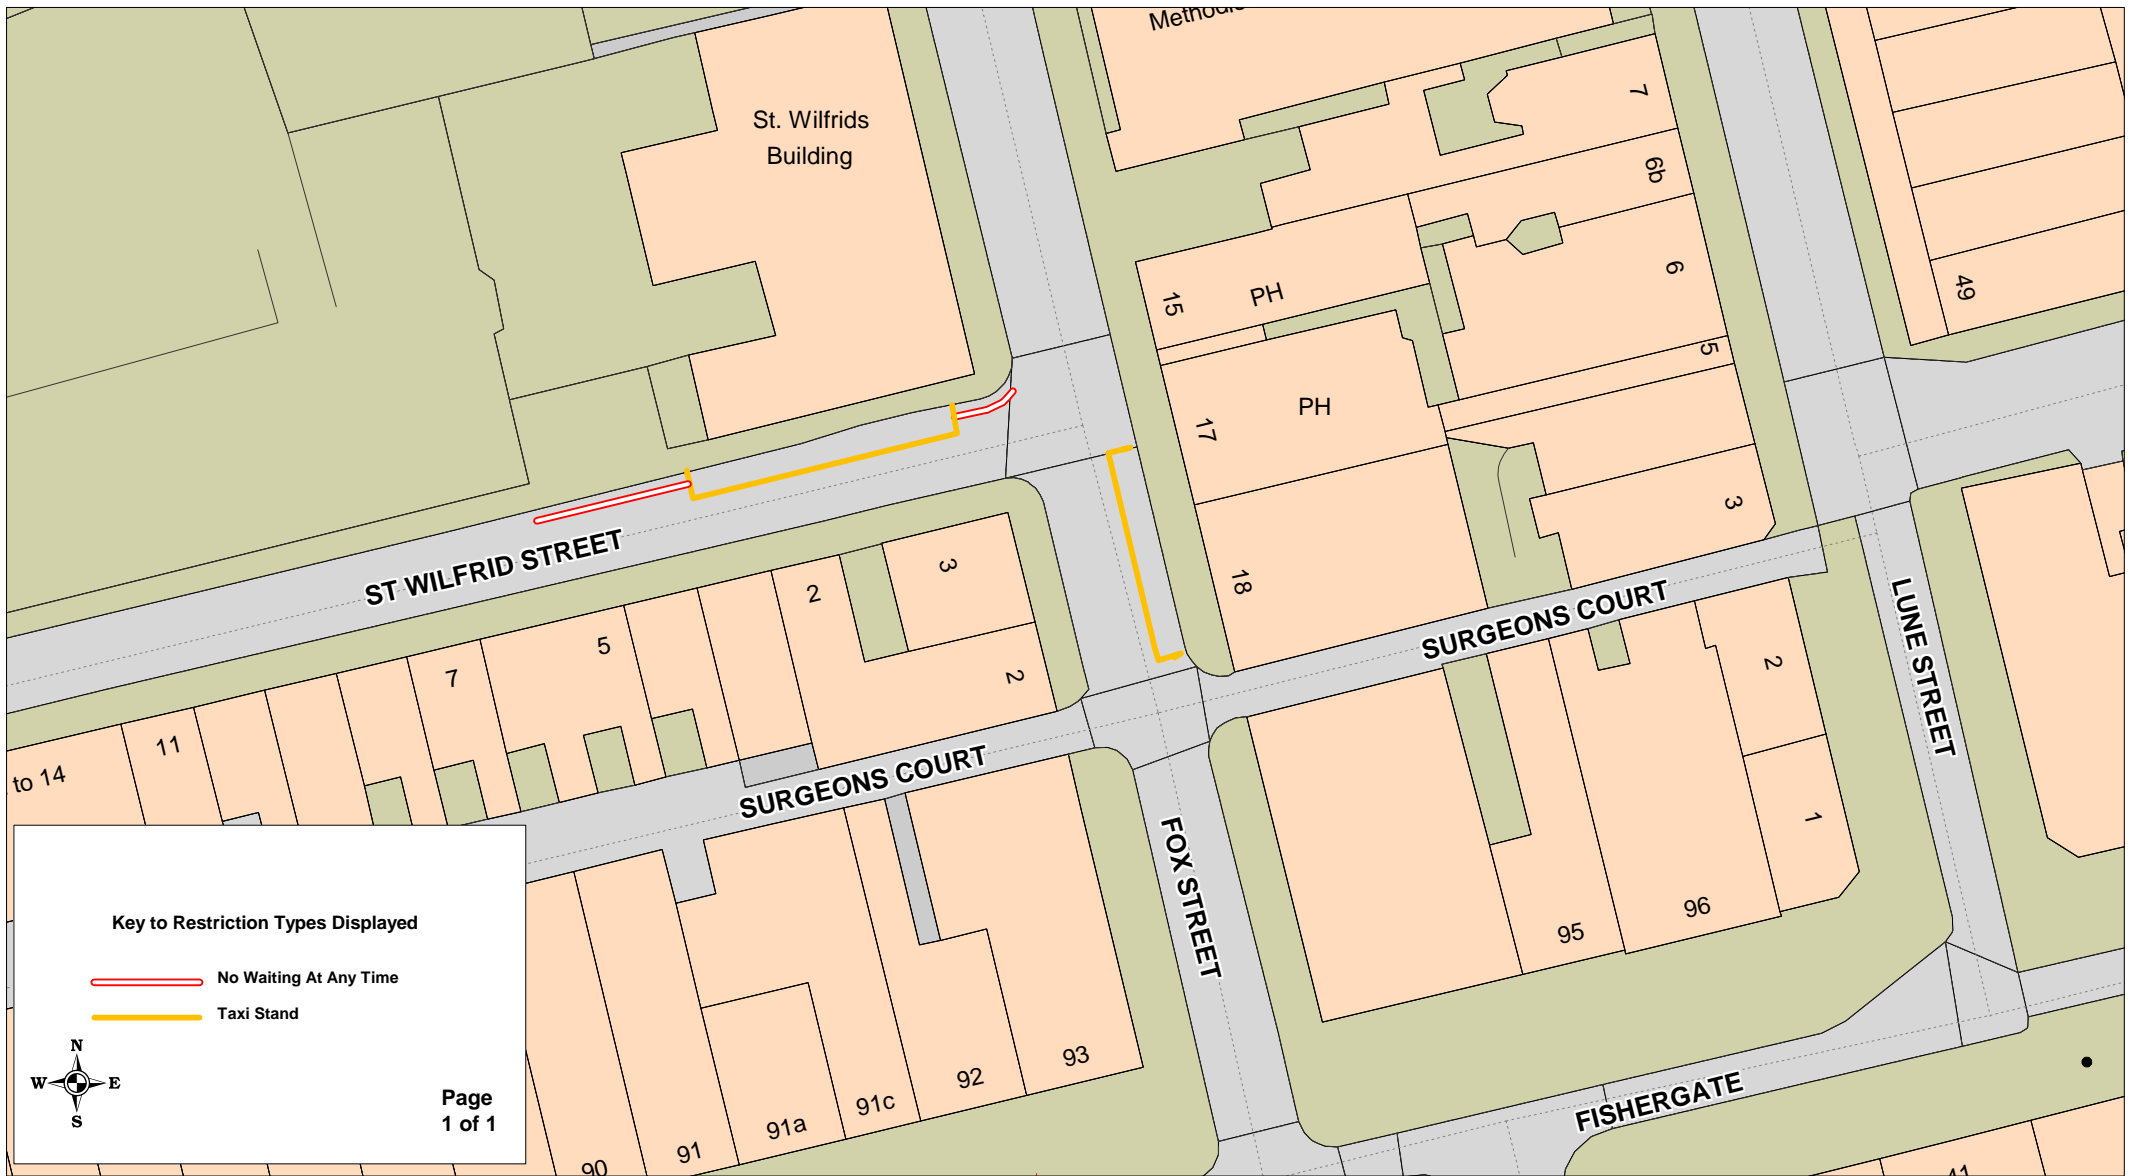 St. Wilfrids
Building
7
6b
6
5
3
49
15
PH
17
PH
18
ST WILFRID STREET
3
2
2
5
7
11
to 14
SURGEONS COURT
SURGEONS COURT
LUNE STREET
FOX STREET
2
1
95
96
93
92
91c
91a
91
90
FISHERGATE
Key to Restriction Types Displayed
No Waiting At Any Time
Taxi Stand
N
W E
S
Page
1 of 1